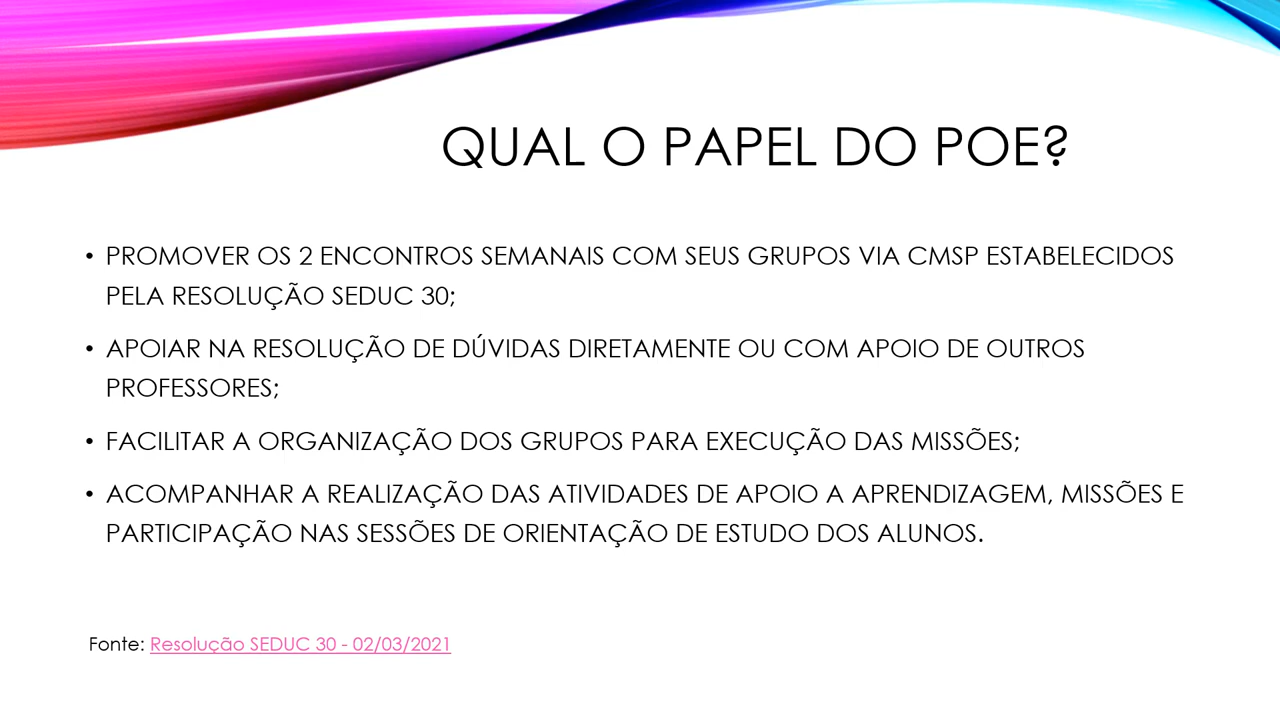 QUAL O PAPEL DO POE?
• PROMOVER OS 2 ENCONTROS SEMANAIS COM SEUS GRUPOS VIA CMSP ESTABELECIDOS
PELA RESOLUÇÃO SEDUC 30;
• APOIAR NA RESOLUÇÃO DE DÚVIDAS DIRETAMENTE OU COM APOIO DE OUTROS
PROFESSORES;
• FACILITAR A ORGANIZAÇÃO DOS GRUPOS PARA EXECUÇÃO DAS MISSÕES;
• ACOMPANHAR A REALIZAÇÃO DAS ATIVIDADES DE APOIO A APRENDIZAGEM, MISSÕES E
PARTICIPAÇÃO NAS SESSÕES DE ORIENTAÇÃO DE ESTUDO DOS ALUNOS.
Fonte: Resolução SEDUC 30 - 02/03/2021